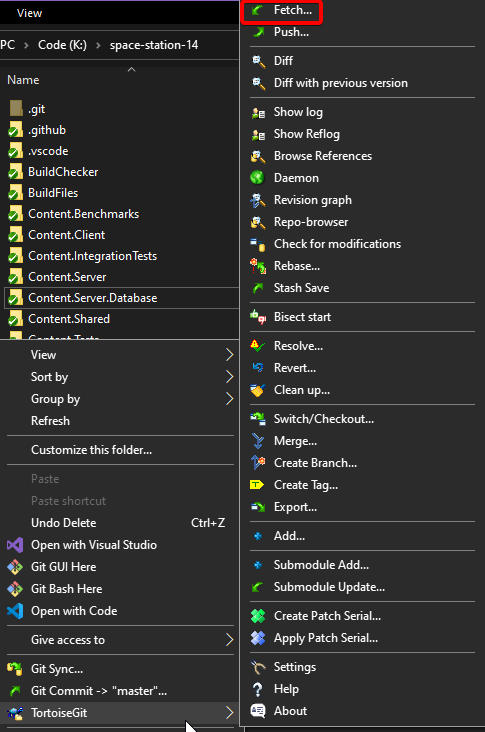 View
PC > Code (K:) > space-station-14
Name
.git
.github
.vscode
BuildChecker
BuildFiles
Content.Benchmarks
Content.Client
Content.IntegrationTests
Content.Server
Content.Server.Database
Content.Shared
Content.Tests
View
Sort by
Group by
Refresh
Customize this folder...
Paste
Paste shortcut
Undo Delete Ctrl+Z
Open with Visual Studio
Git GUI Here
Git Bash Here
Open with Code
Give access to
Git Sync...
Git Commit -> "master"...
TortoiseGit
Fetch...
Push...
Diff
Diff with previous version
Show log
Show Reflog
Browse References
Daemon
Revision graph
Repo-browser
Check for modifications
Rebase...
Stash Save
Bisect start
Resolve...
Revert...
Clean up...
Switch/Checkout...
Merge...
Create Branch...
Create Tag...
Export...
Add...
Submodule Add...
Submodule Update...
Create Patch Serial...
Apply Patch Serial...
Settings
Help
About